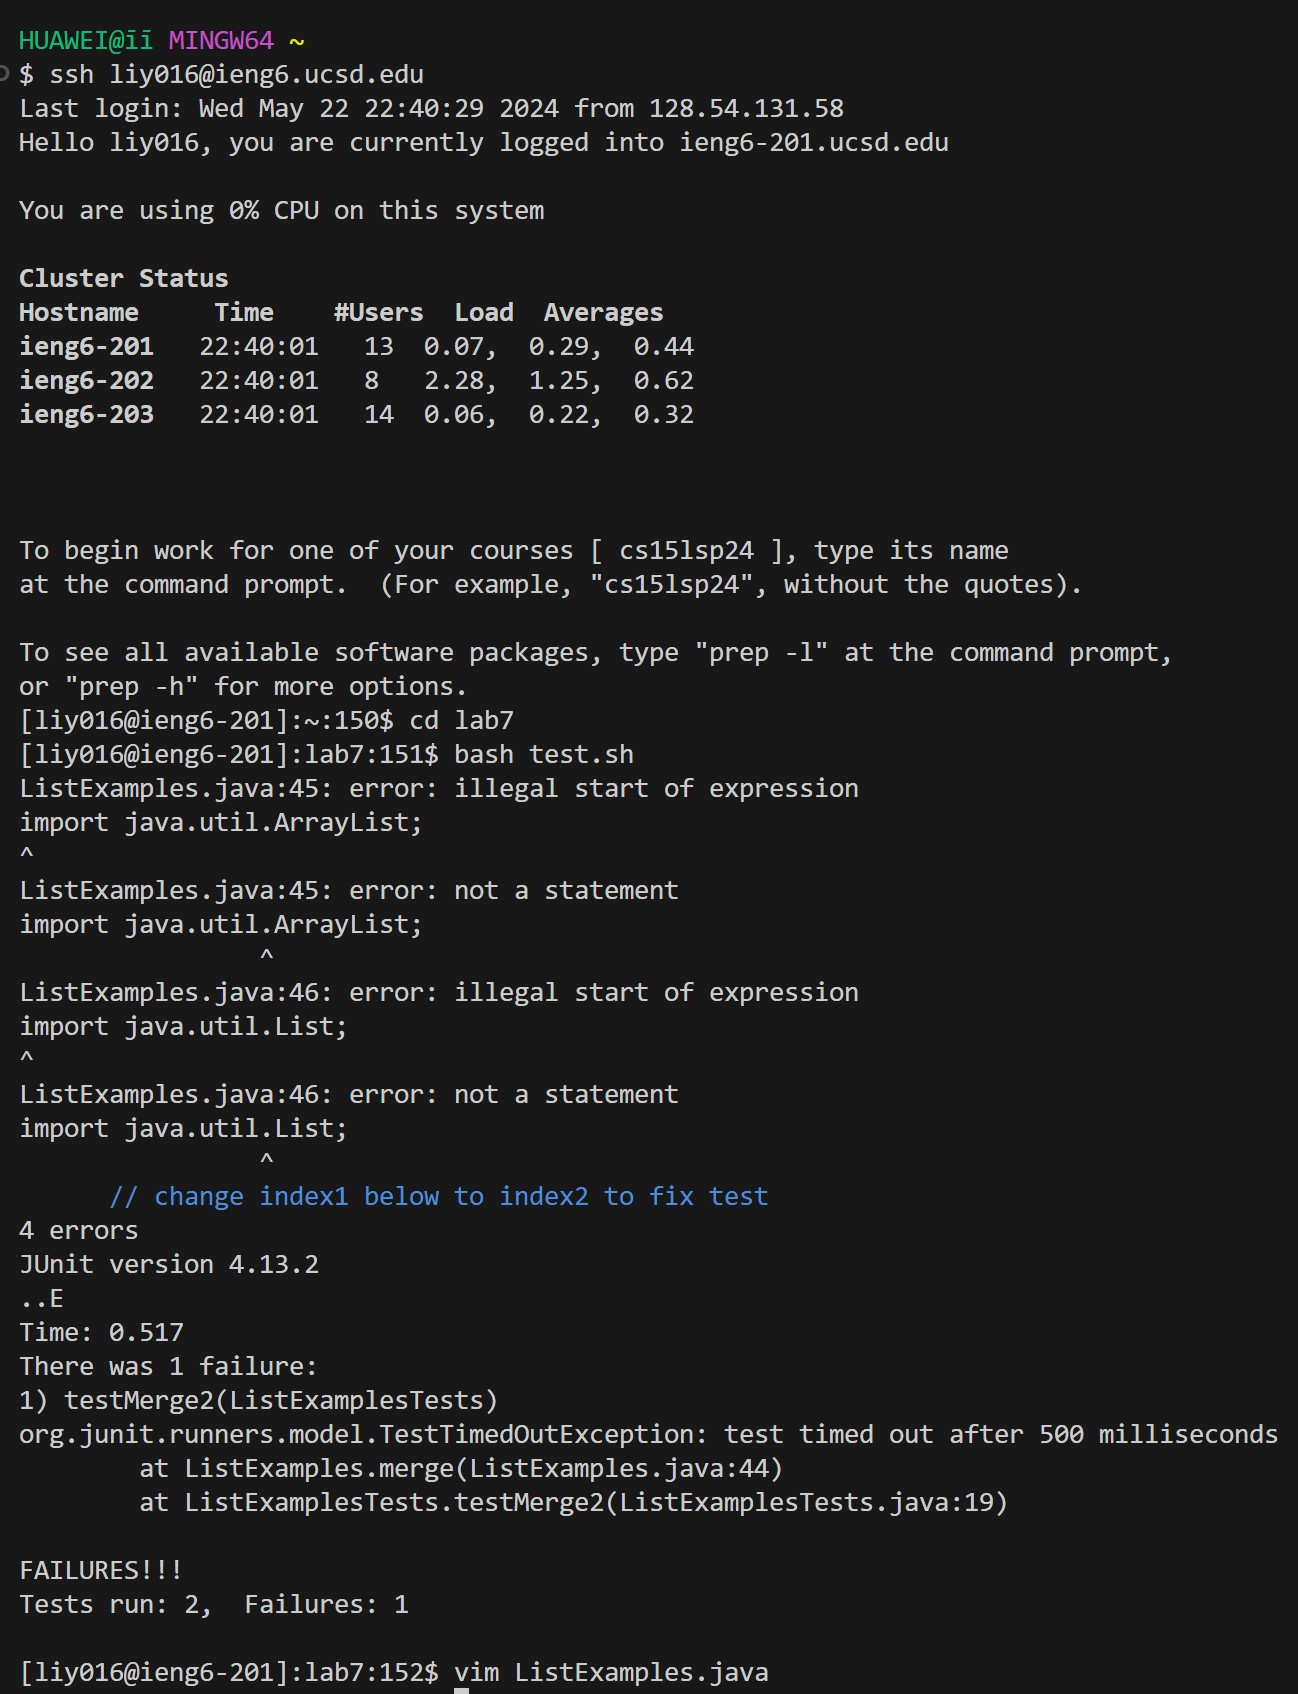 HUAWEI@īī MINGW64 ~
$ ssh liy016@ieng6.ucsd.edu
Last login: Wed May 22 22:40:29 2024 from 128.54.131.58
Hello liy016, you are currently logged into ieng6-201.ucsd.edu
You are using 0% CPU on this system
Cluster Status
Hostname     Time    #Users  Load  Averages
ieng6-201   22:40:01   13  0.07,  0.29,  0.44
ieng6-202   22:40:01   8   2.28,  1.25,  0.62
ieng6-203   22:40:01   14  0.06,  0.22,  0.32
To begin work for one of your courses [ cs15lsp24 ], type its name
at the command prompt.  (For example, "cs15lsp24", without the quotes).
To see all available software packages, type "prep -l" at the command prompt,
or "prep -h" for more options.
[liy016@ieng6-201]:~:150$ cd lab7
[liy016@ieng6-201]:lab7:151$ bash test.sh
ListExamples.java:45: error: illegal start of expression
import java.util.ArrayList;
^
ListExamples.java:45: error: not a statement
import java.util.ArrayList;
                ^
ListExamples.java:46: error: illegal start of expression
import java.util.List;
^
ListExamples.java:46: error: not a statement
import java.util.List;
                ^
      // change index1 below to index2 to fix test
4 errors
JUnit version 4.13.2
..E
Time: 0.517
There was 1 failure:
1) testMerge2(ListExamplesTests)
org.junit.runners.model.TestTimedOutException: test timed out after 500 milliseconds
        at ListExamples.merge(ListExamples.java:44)
        at ListExamplesTests.testMerge2(ListExamplesTests.java:19)
FAILURES!!!
Tests run: 2,  Failures: 1
[liy016@ieng6-201]:lab7:152$ vim ListExamples.java